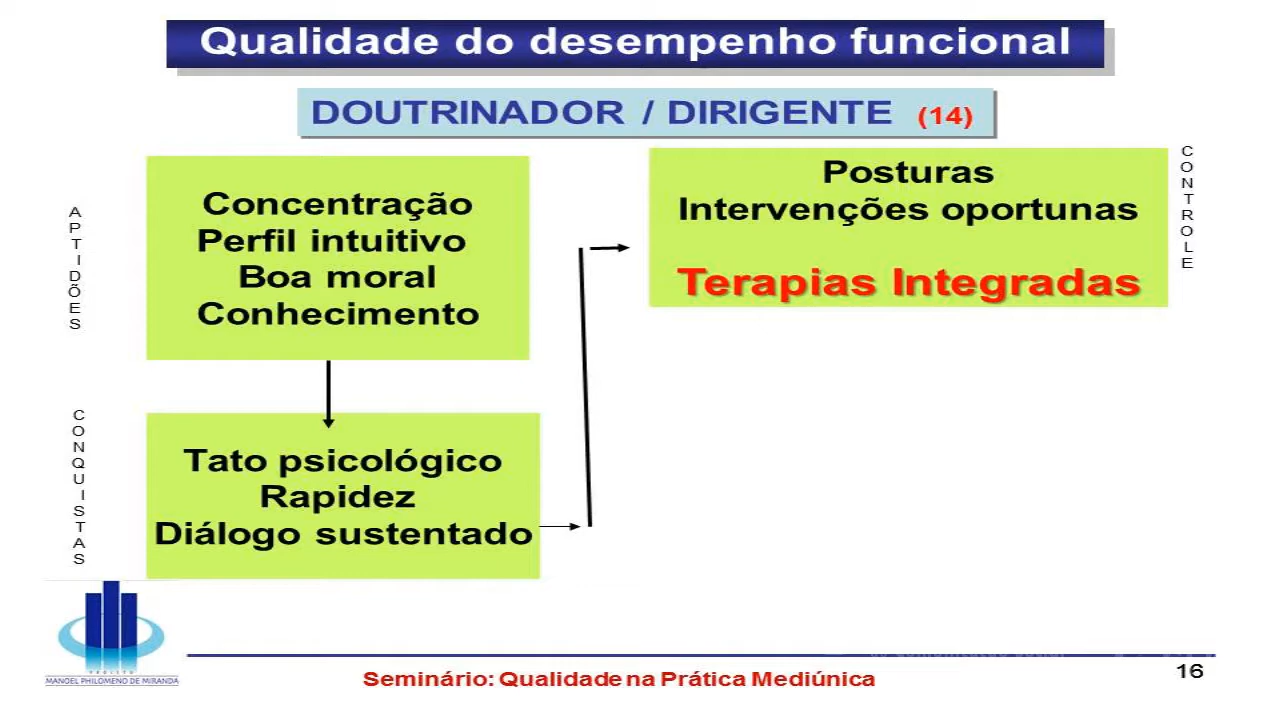 Qualidade do desempenho funcional
DOUTRINADOR / DIRIGENTE (14)
APTIDÕES
Concentração
Perfil intuitivo
Boa moral
Conhecimento
CONQUISTAS
Tato psicológico
Rapidez
Diálogo sustentado
Posturas
Intervenções oportunas
Terapias Integradas
CONTROLE
PROJETO
MANOEL PHILOMENO DE MIRANDA
Seminário: Qualidade na Prática Mediúnica
16